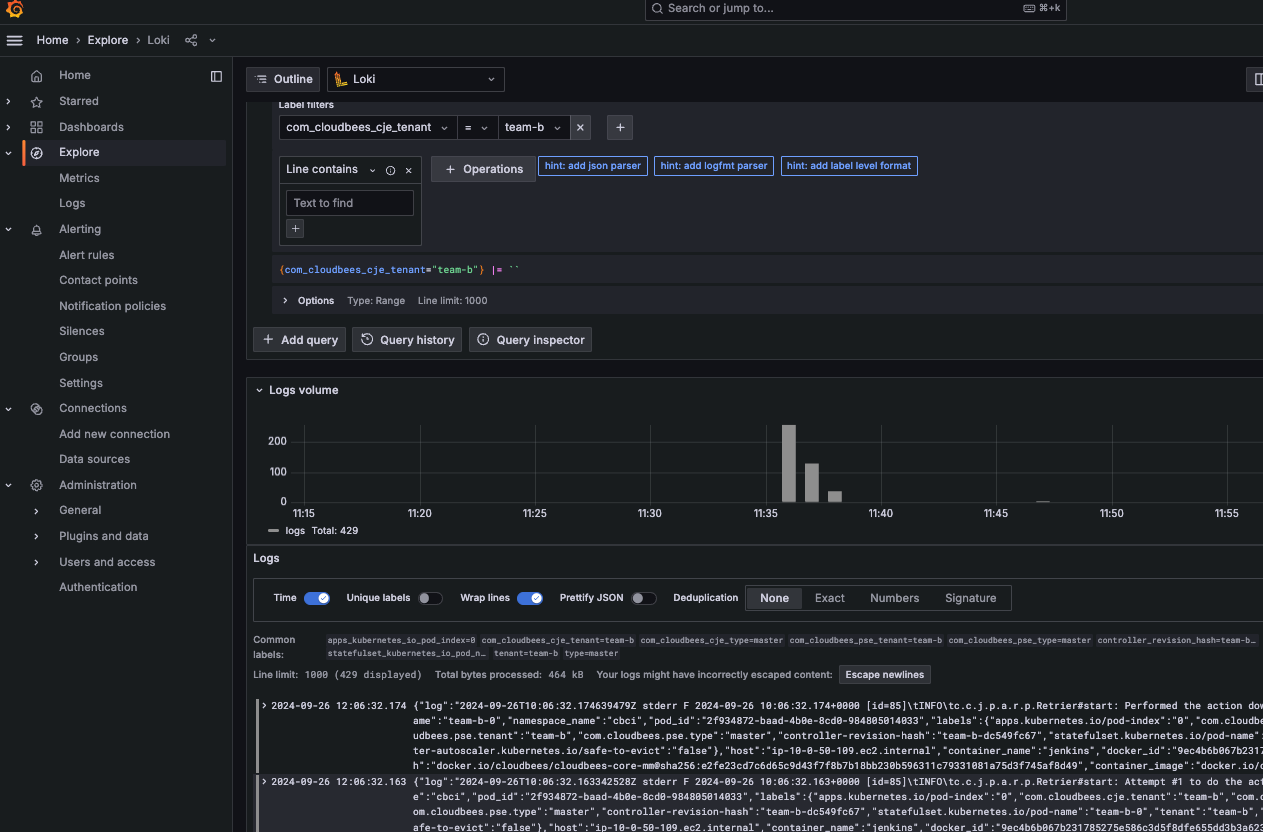 Search or jump to...
⌘+k
Home › Explore › Loki
Home
Starred
Dashboards
Explore
Metrics
Logs
Alerting
Alert rules
Contact points
Notification policies
Silences
Groups
Settings
Connections
Add new connection
Data sources
Administration
General
Plugins and data
Users and access
Authentication
Outline
Loki
Label filters
com_cloudbees_cje_tenant = team-b × +
Line contains ×
+ Operations
hint: add json parser
hint: add logfmt parser
hint: add label level format
Text to find
+
{com_cloudbees_cje_tenant="team-b"} |= ``
Options Type: Range Line limit: 1000
+ Add query
Query history
Query inspector
Logs volume
200
100
0
11:15 11:20 11:25 11:30 11:35 11:40 11:45 11:50 11:55
logs Total: 429
Logs
Time Unique labels Wrap lines Prettify JSON Deduplication None Exact Numbers Signature
Common apps_kubernetes_io_pod_index=0 com_cloudbees_cje_tenant=team-b com_cloudbees_cje_type=master com_cloudbees_pse_tenant=team-b com_cloudbees_pse_type=master controller_revision_hash=team-b…
labels: statefulset_kubernetes_io_pod_n… tenant=team-b type=master
Line limit: 1000 (429 displayed) Total bytes processed: 464 kB Your logs might have incorrectly escaped content: Escape newlines
2024-09-26 12:06:32.174 {"log":"2024-09-26T10:06:32.174639479Z stderr F 2024-09-26 10:06:32.174+0000 [id=85]\tINFO\tc.c.j.p.a.r.p.Retrier#start: Performed the action dow
ame":"team-b-0","namespace_name":"cbci","pod_id":"2f934872-baad-4b0e-8cd0-984805014033","labels":{"apps.kubernetes.io/pod-index":"0","com.cloudbe
udbees.pse.tenant":"team-b","com.cloudbees.pse.type":"master","controller-revision-hash":"team-b-dc549fc67","statefulset.kubernetes.io/pod-name":
ter-autoscaler.kubernetes.io/safe-to-evict":"false"},"host":"ip-10-0-50-109.ec2.internal","container_name":"jenkins","docker_id":"9ec4b6b067b2317
h":"docker.io/cloudbees/cloudbees-core-mm@sha256:e2fe23cd7c6d65c9d43f7f8b7b18bb230b596311c79331081a75d3f745af8d49","container_image":"docker.io/c
2024-09-26 12:06:32.163 {"log":"2024-09-26T10:06:32.163342528Z stderr F 2024-09-26 10:06:32.163+0000 [id=85]\tINFO\tc.c.j.p.a.r.p.Retrier#start: Attempt #1 to do the act
e":"cbci","pod_id":"2f934872-baad-4b0e-8cd0-984805014033","labels":{"apps.kubernetes.io/pod-index":"0","com.cloudbees.cje.tenant":"team-b","com.c
om.cloudbees.pse.type":"master","controller-revision-hash":"team-b-dc549fc67","statefulset.kubernetes.io/pod-name":"team-b-0","tenant":"team-b","
afe-to-evict":"false"},"host":"ip-10-0-50-109.ec2.internal","container_name":"jenkins","docker_id":"9ec4b6b067b231785275e586c3d5f8dfe655dd3b3a623